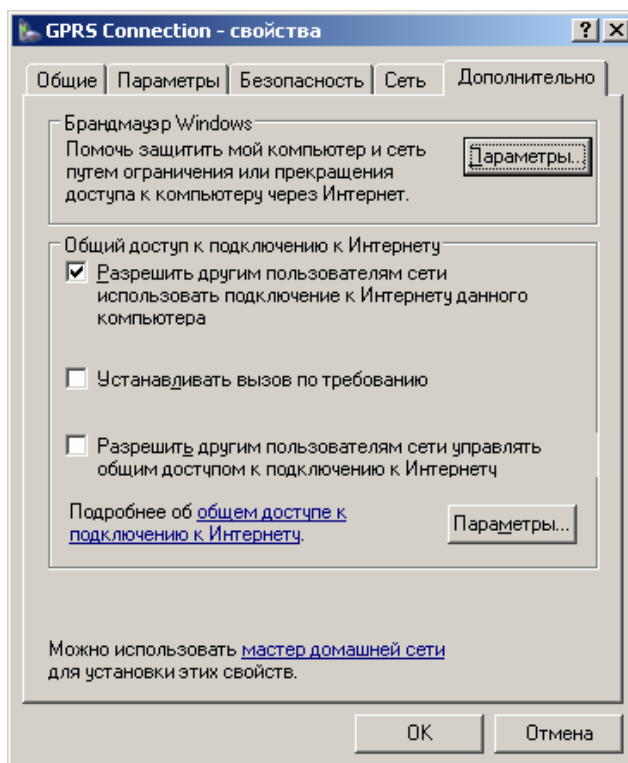 GPRS Connection - свойства
Общие Параметры Безопасность Сеть Дополнительно
Брандмауэр Windows
Помочь защитить мой компьютер и сеть
путем ограничения или прекращения
доступа к компьютеру через Интернет.
Параметры...
Общий доступ к подключению к Интернету
Разрешить другим пользователям сети
использовать подключение к Интернету данного
компьютера
Устанавливать вызов по требованию
Разрешить другим пользователям сети управлять
общим доступом к подключению к Интернету
Подробнее об общем доступе к
подключению к Интернету.
Параметры...
Можно использовать мастер домашней сети
для установки этих свойств.
OK Отмена